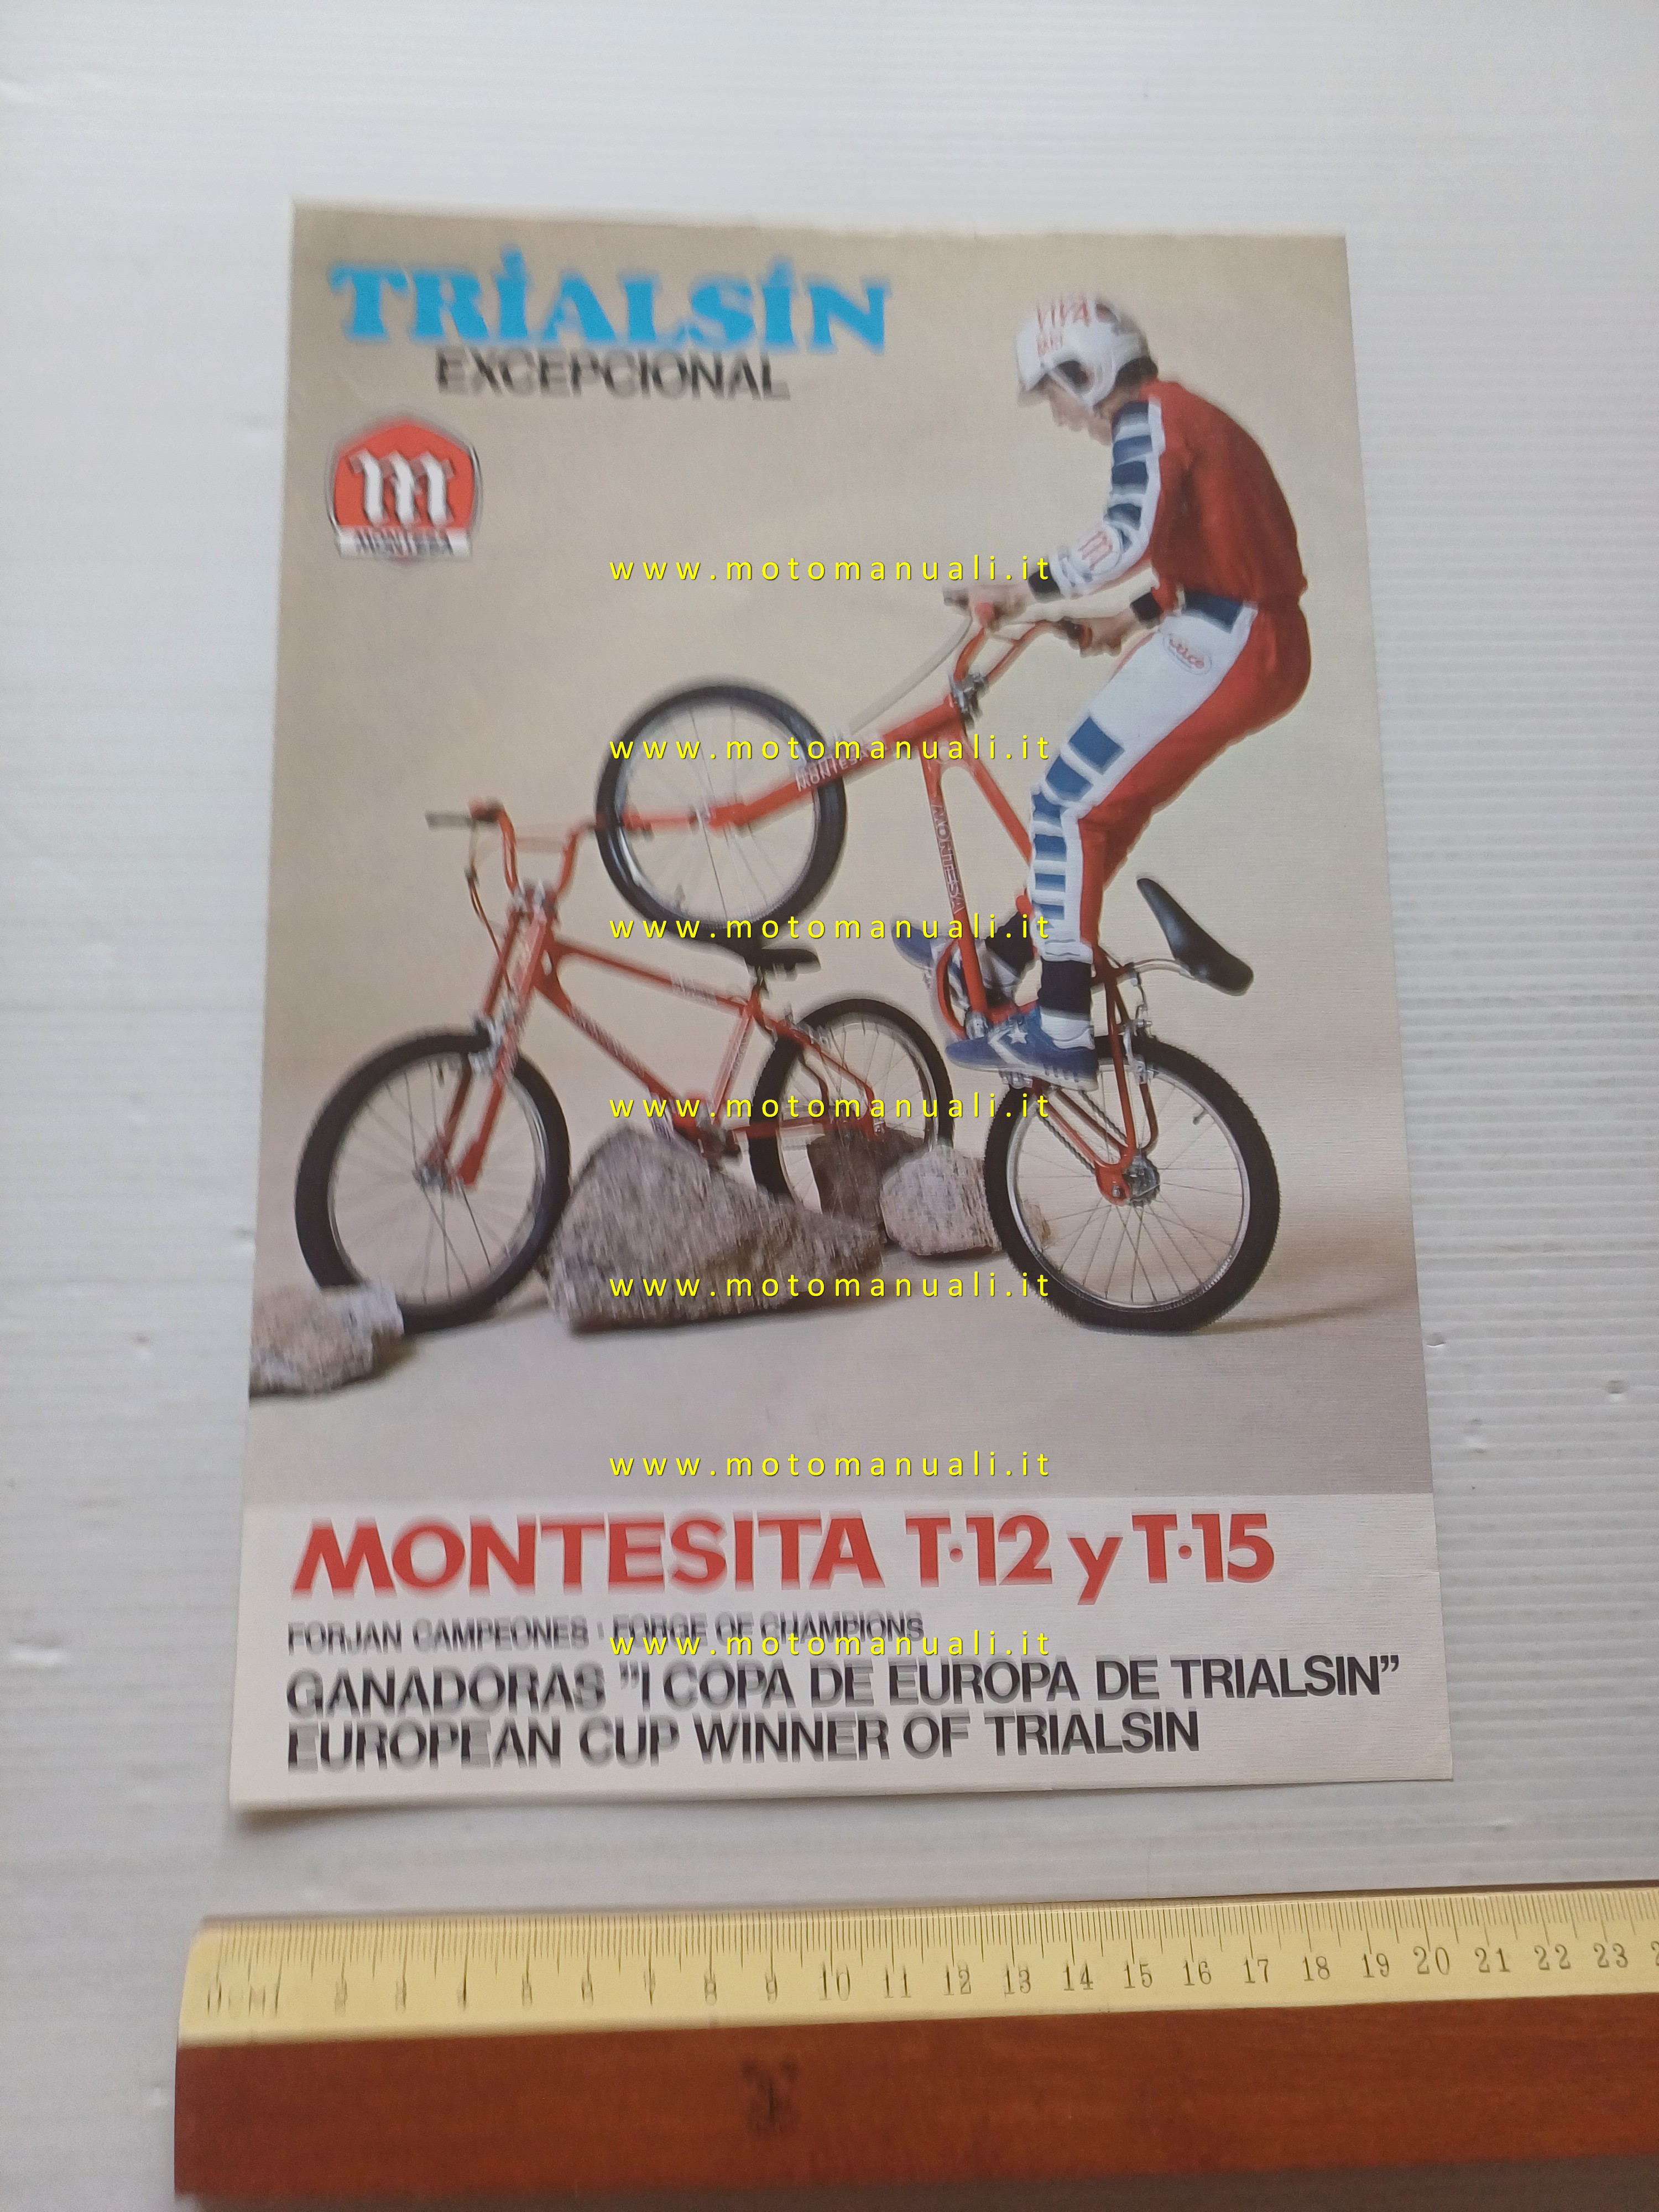 TRIALSIN
EXCEPCIONAL
VIVA
m
MONTESA
www.motomanuali.it
m
www.motomanuali.it
MONTESA
MONTESA
www.motomanuali.it
www.motomanuali.it
www.motomanuali.it
www.motomanuali.it
MONTESITA T·12 y T·15
FORJAN CAMPEONES · FORGE OF CHAMPIONS
www.motomanuali.it
GANADORAS "I COPA DE EUROPA DE TRIALSIN"
EUROPEAN CUP WINNER OF TRIALSIN
0 CM 2 3 4 5 6 7 8 9 10 11 12 13 14 15 16 17 18 19 20 21 22 23